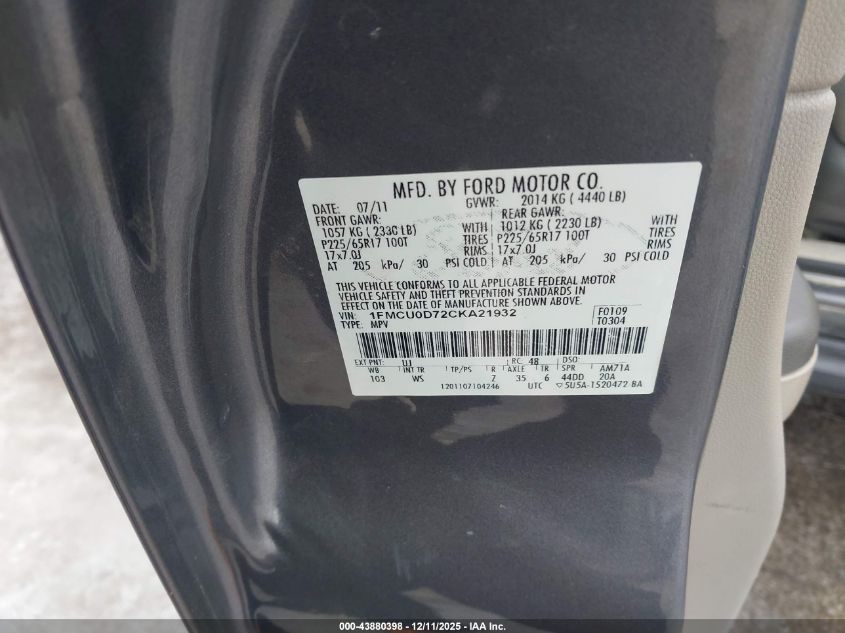 MFD. BY FORD MOTOR CO.
DATE: 07/11 GVWR: 2014 KG ( 4440 LB)
FRONT GAWR: REAR GAWR:
1057 KG ( 2330 LB) WITH 1012 KG ( 2230 LB) WITH
P225/65R17 100T TIRES P225/65R17 100T TIRES
17x7.0J RIMS 17x7.0J RIMS
AT 205 kPa/ 30 PSI COLD AT 205 kPa/ 30 PSI COLD
THIS VEHICLE CONFORMS TO ALL APPLICABLE FEDERAL MOTOR
VEHICLE SAFETY AND THEFT PREVENTION STANDARDS IN
EFFECT ON THE DATE OF MANUFACTURE SHOWN ABOVE.
VIN: 1FMCU0D72CKA21932 F0109
TYPE: MPV T0304
EXT PNT: UJ RC: 48 DSO:
WB INT TR TP/PS R AXLE TR SPR AM71A
103 WS Z 35 6 44DD 20A
1201107104246 UTC 5U5A-1520472 BA
000-43880398 - 12/11/2025 - IAA Inc.